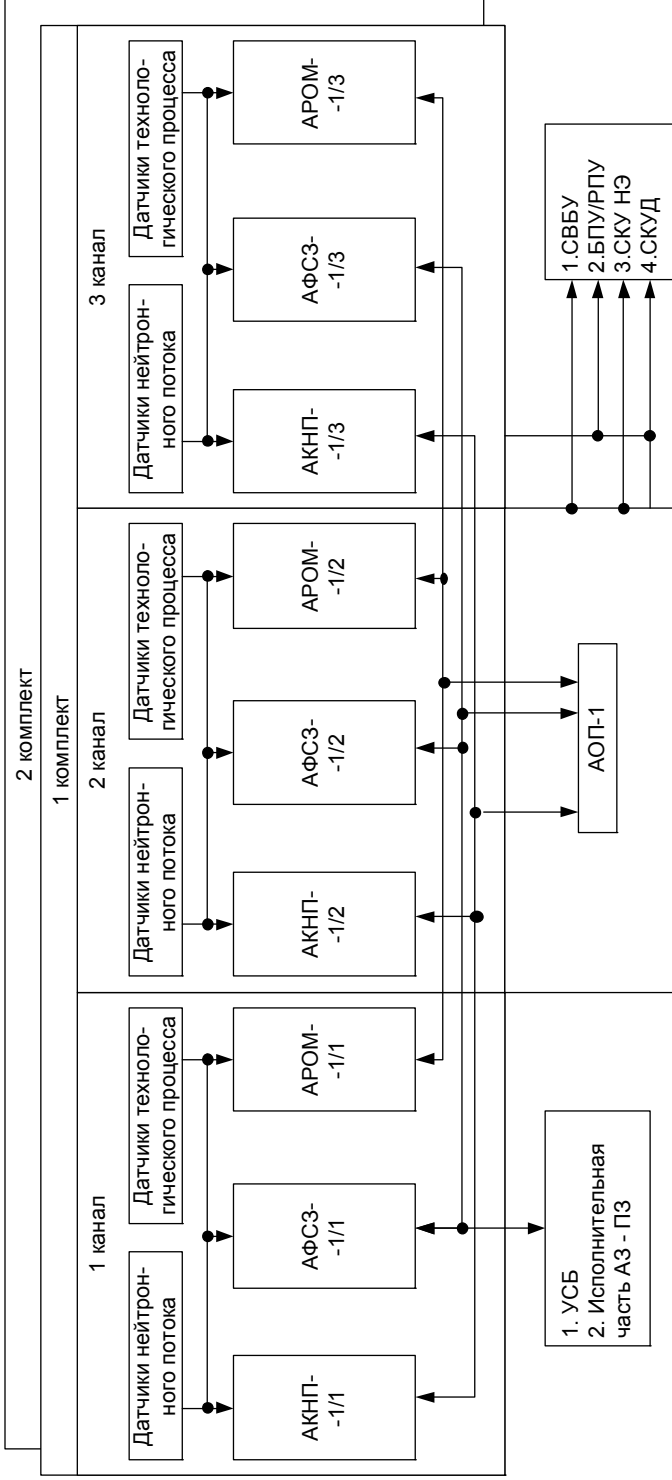 2 комплект
1 комплект
1 канал
Датчики нейтрон-
ного потока
Датчики техноло-
гического процесса
АКНП-
-1/1
АФСЗ-
-1/1
АРОМ-
-1/1
2 канал
Датчики нейтрон-
ного потока
Датчики техноло-
гического процесса
АКНП-
-1/2
АФСЗ-
-1/2
АРОМ-
-1/2
3 канал
Датчики нейтрон-
ного потока
Датчики техноло-
гического процесса
АКНП-
-1/3
АФСЗ-
-1/3
АРОМ-
-1/3
1. УСБ
2. Исполнительная
часть АЗ - ПЗ
АОП-1
1.СВБУ
2.БПУ/РПУ
3.СКУ НЭ
4.СКУД